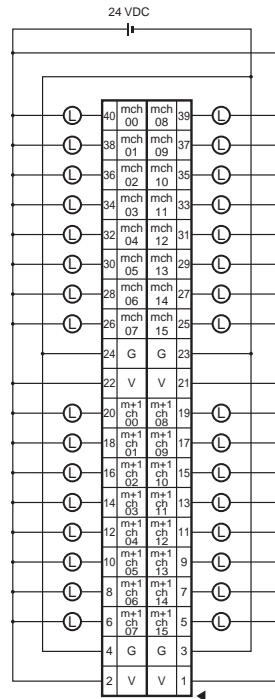 24 VDC
L 40 mch 00 mch 08 39 L
L 38 mch 01 mch 09 37 L
L 36 mch 02 mch 10 35 L
L 34 mch 03 mch 11 33 L
L 32 mch 04 mch 12 31 L
L 30 mch 05 mch 13 29 L
L 28 mch 06 mch 14 27 L
L 26 mch 07 mch 15 25 L
24 G G 23
22 V V 21
L 20 m+1 ch 00 m+1 ch 08 19 L
L 18 m+1 ch 01 m+1 ch 09 17 L
L 16 m+1 ch 02 m+1 ch 10 15 L
L 14 m+1 ch 03 m+1 ch 11 13 L
L 12 m+1 ch 04 m+1 ch 12 11 L
L 10 m+1 ch 05 m+1 ch 13 9 L
L 8 m+1 ch 06 m+1 ch 14 7 L
L 6 m+1 ch 07 m+1 ch 15 5 L
4 G G 3
2 V V 1